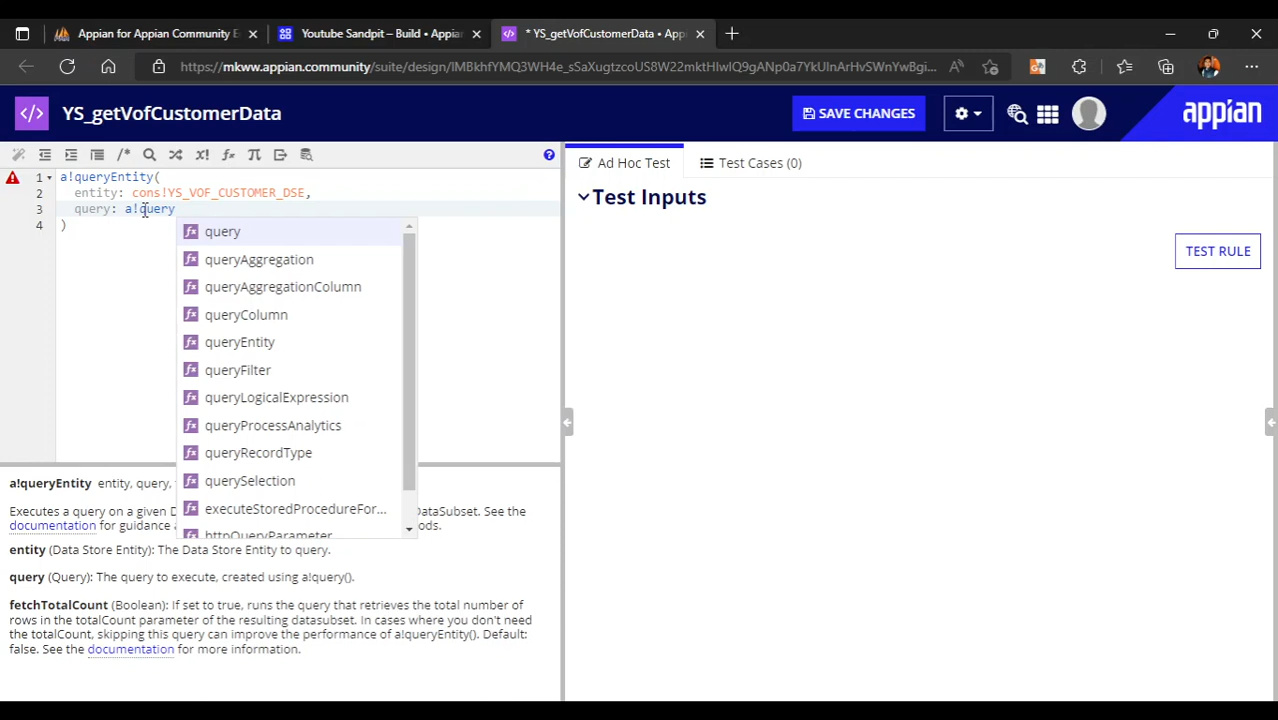 Appian for Appian Community E
Youtube Sandpit – Build • Appian
* YS_getVofCustomerData • App
https://mkww.appian.community/suite/design/
YS_getVofCustomerData
SAVE CHANGES
appian
1 a!queryEntity(
2 entity: cons!YS_VOF_CUSTOMER_DSE,
3 query: a!query
4 )
query
queryAggregation
queryAggregationColumn
queryColumn
queryEntity
queryFilter
queryLogicalExpression
queryProcessAnalytics
queryRecordType
querySelection
executeStoredProcedureFor...
httpQueryParameter
a!queryEntity entity, query,
Executes a query on a given D
DataSubset. See the
documentation for guidance a
ods.
entity (Data Store Entity): The Data Store Entity to query.
query (Query): The query to execute, created using a!query().
fetchTotalCount (Boolean): If set to true, runs the query that retrieves the total number of
rows in the totalCount parameter of the resulting datasubset. In cases where you don't need
the totalCount, skipping this query can improve the performance of a!queryEntity(). Default:
false. See the documentation for more information.
Ad Hoc Test
Test Cases (0)
Test Inputs
TEST RULE